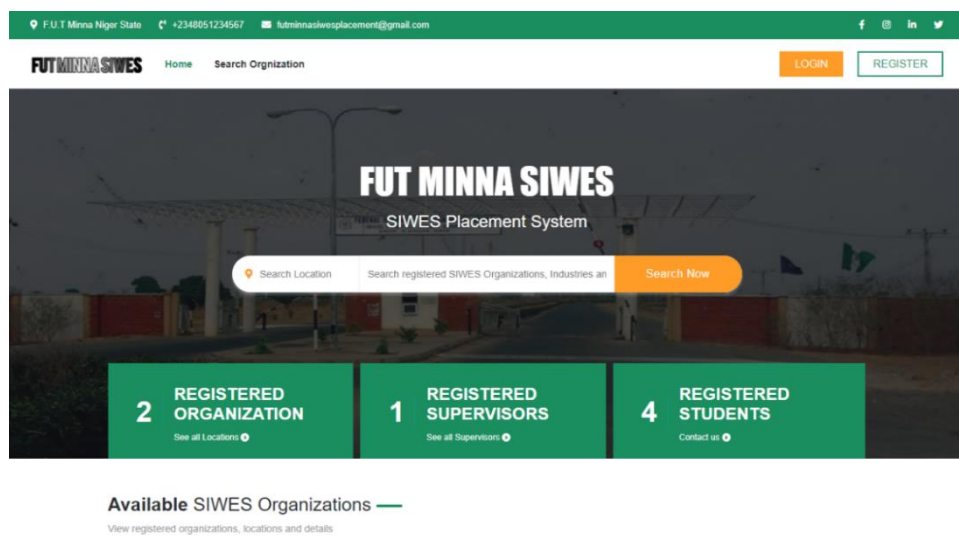 F.U.T Minna Niger State +2348051234567 futminnasiwesplacement@gmail.com
FUT MINNA SIWES Home Search Orgnization LOGIN REGISTER
FUT MINNA SIWES
SIWES Placement System
Search Location Search registered SIWES Organizations, Industries an Search Now
2 REGISTERED ORGANIZATION
See all Locations
1 REGISTERED SUPERVISORS
See all Supervisors
4 REGISTERED STUDENTS
Contact us
Available SIWES Organizations
View registered organizations, locations and details